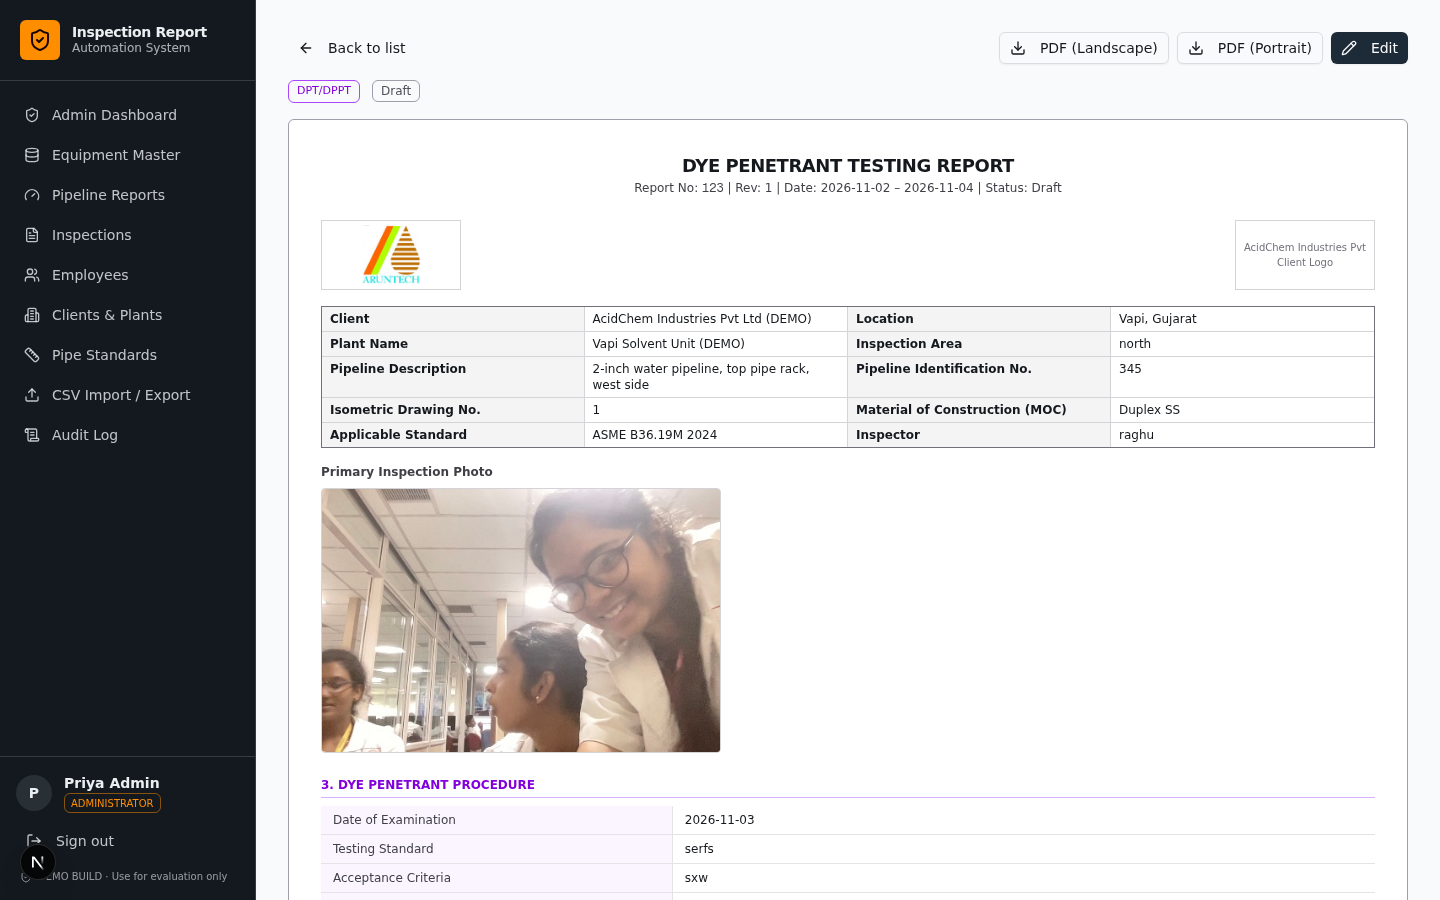 Inspection Report
Automation System
Admin Dashboard
Equipment Master
Pipeline Reports
Inspections
Employees
Clients & Plants
Pipe Standards
CSV Import / Export
Audit Log
P
Priya Admin
ADMINISTRATOR
Sign out
N
EMO BUILD · Use for evaluation only
Back to list
PDF (Landscape)
PDF (Portrait)
Edit
DPT/DPPT
Draft
DYE PENETRANT TESTING REPORT
Report No: 123 | Rev: 1 | Date: 2026-11-02 – 2026-11-04 | Status: Draft
ARUNTECH
AcidChem Industries Pvt
Client Logo
Client AcidChem Industries Pvt Ltd (DEMO) Location Vapi, Gujarat
Plant Name Vapi Solvent Unit (DEMO) Inspection Area north
Pipeline Description 2-inch water pipeline, top pipe rack, Pipeline Identification No. 345
west side
Isometric Drawing No. 1 Material of Construction (MOC) Duplex SS
Applicable Standard ASME B36.19M 2024 Inspector raghu
Primary Inspection Photo
3. DYE PENETRANT PROCEDURE
Date of Examination 2026-11-03
Testing Standard serfs
Acceptance Criteria sxw